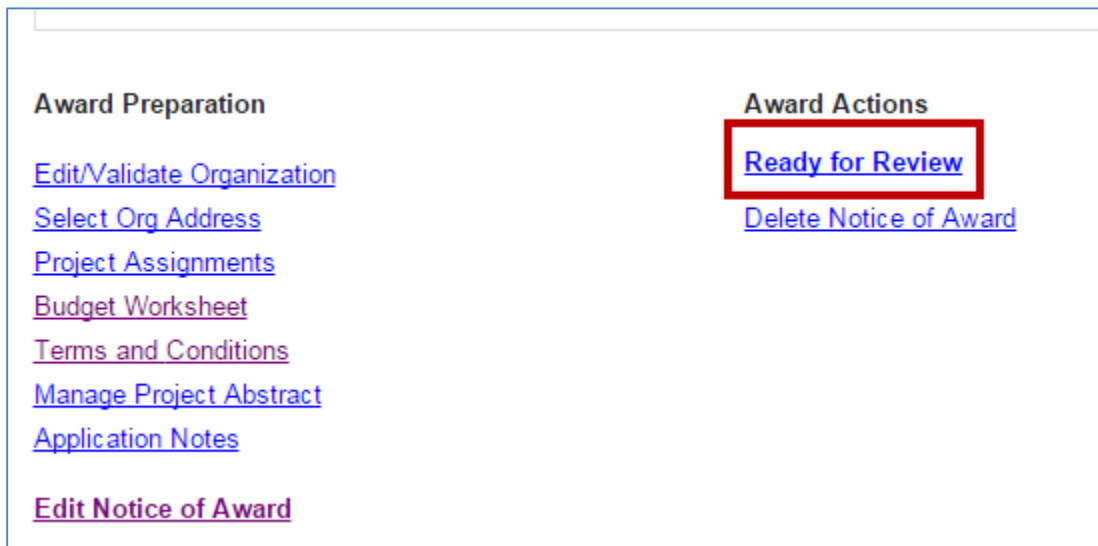 Award Preparation
Edit/Validate Organization
Select Org Address
Project Assignments
Budget Worksheet
Terms and Conditions
Manage Project Abstract
Application Notes
Edit Notice of Award
Award Actions
Ready for Review
Delete Notice of Award